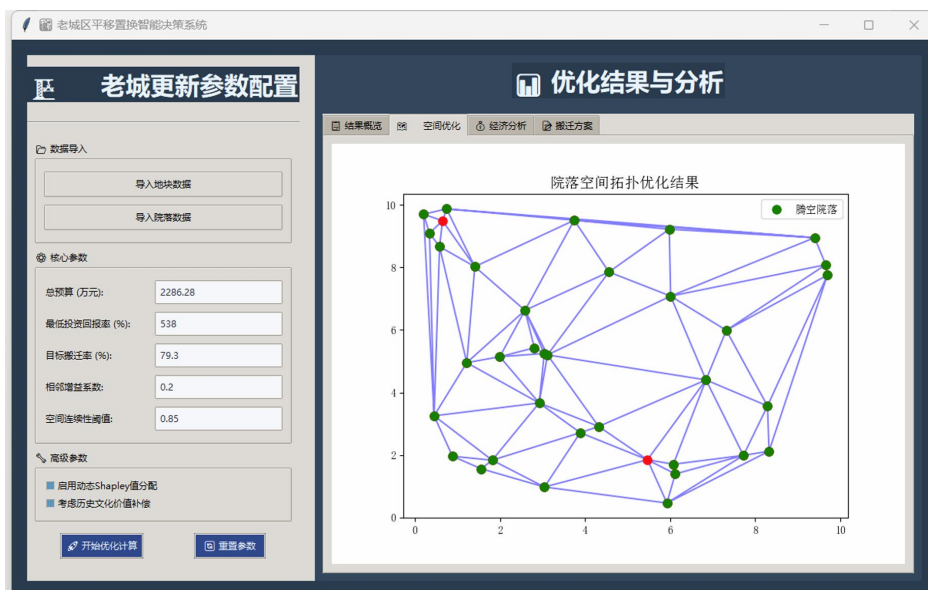 老城区平移置换智能决策系统
老城更新参数配置
数据导入
导入地块数据
导入院落数据
核心参数
总预算 (万元):
2286.28
最低投资回报率 (%):
538
目标搬迁率 (%):
79.3
相邻增益系数:
0.2
空间连续性阈值:
0.85
高级参数
启用动态Shapley值分配
考虑历史文化价值补偿
开始优化计算
重置参数
优化结果与分析
结果概览
空间优化
经济分析
搬迁方案
院落空间拓扑优化结果
腾空院落
10
8
6
4
2
0
0
2
4
6
8
10